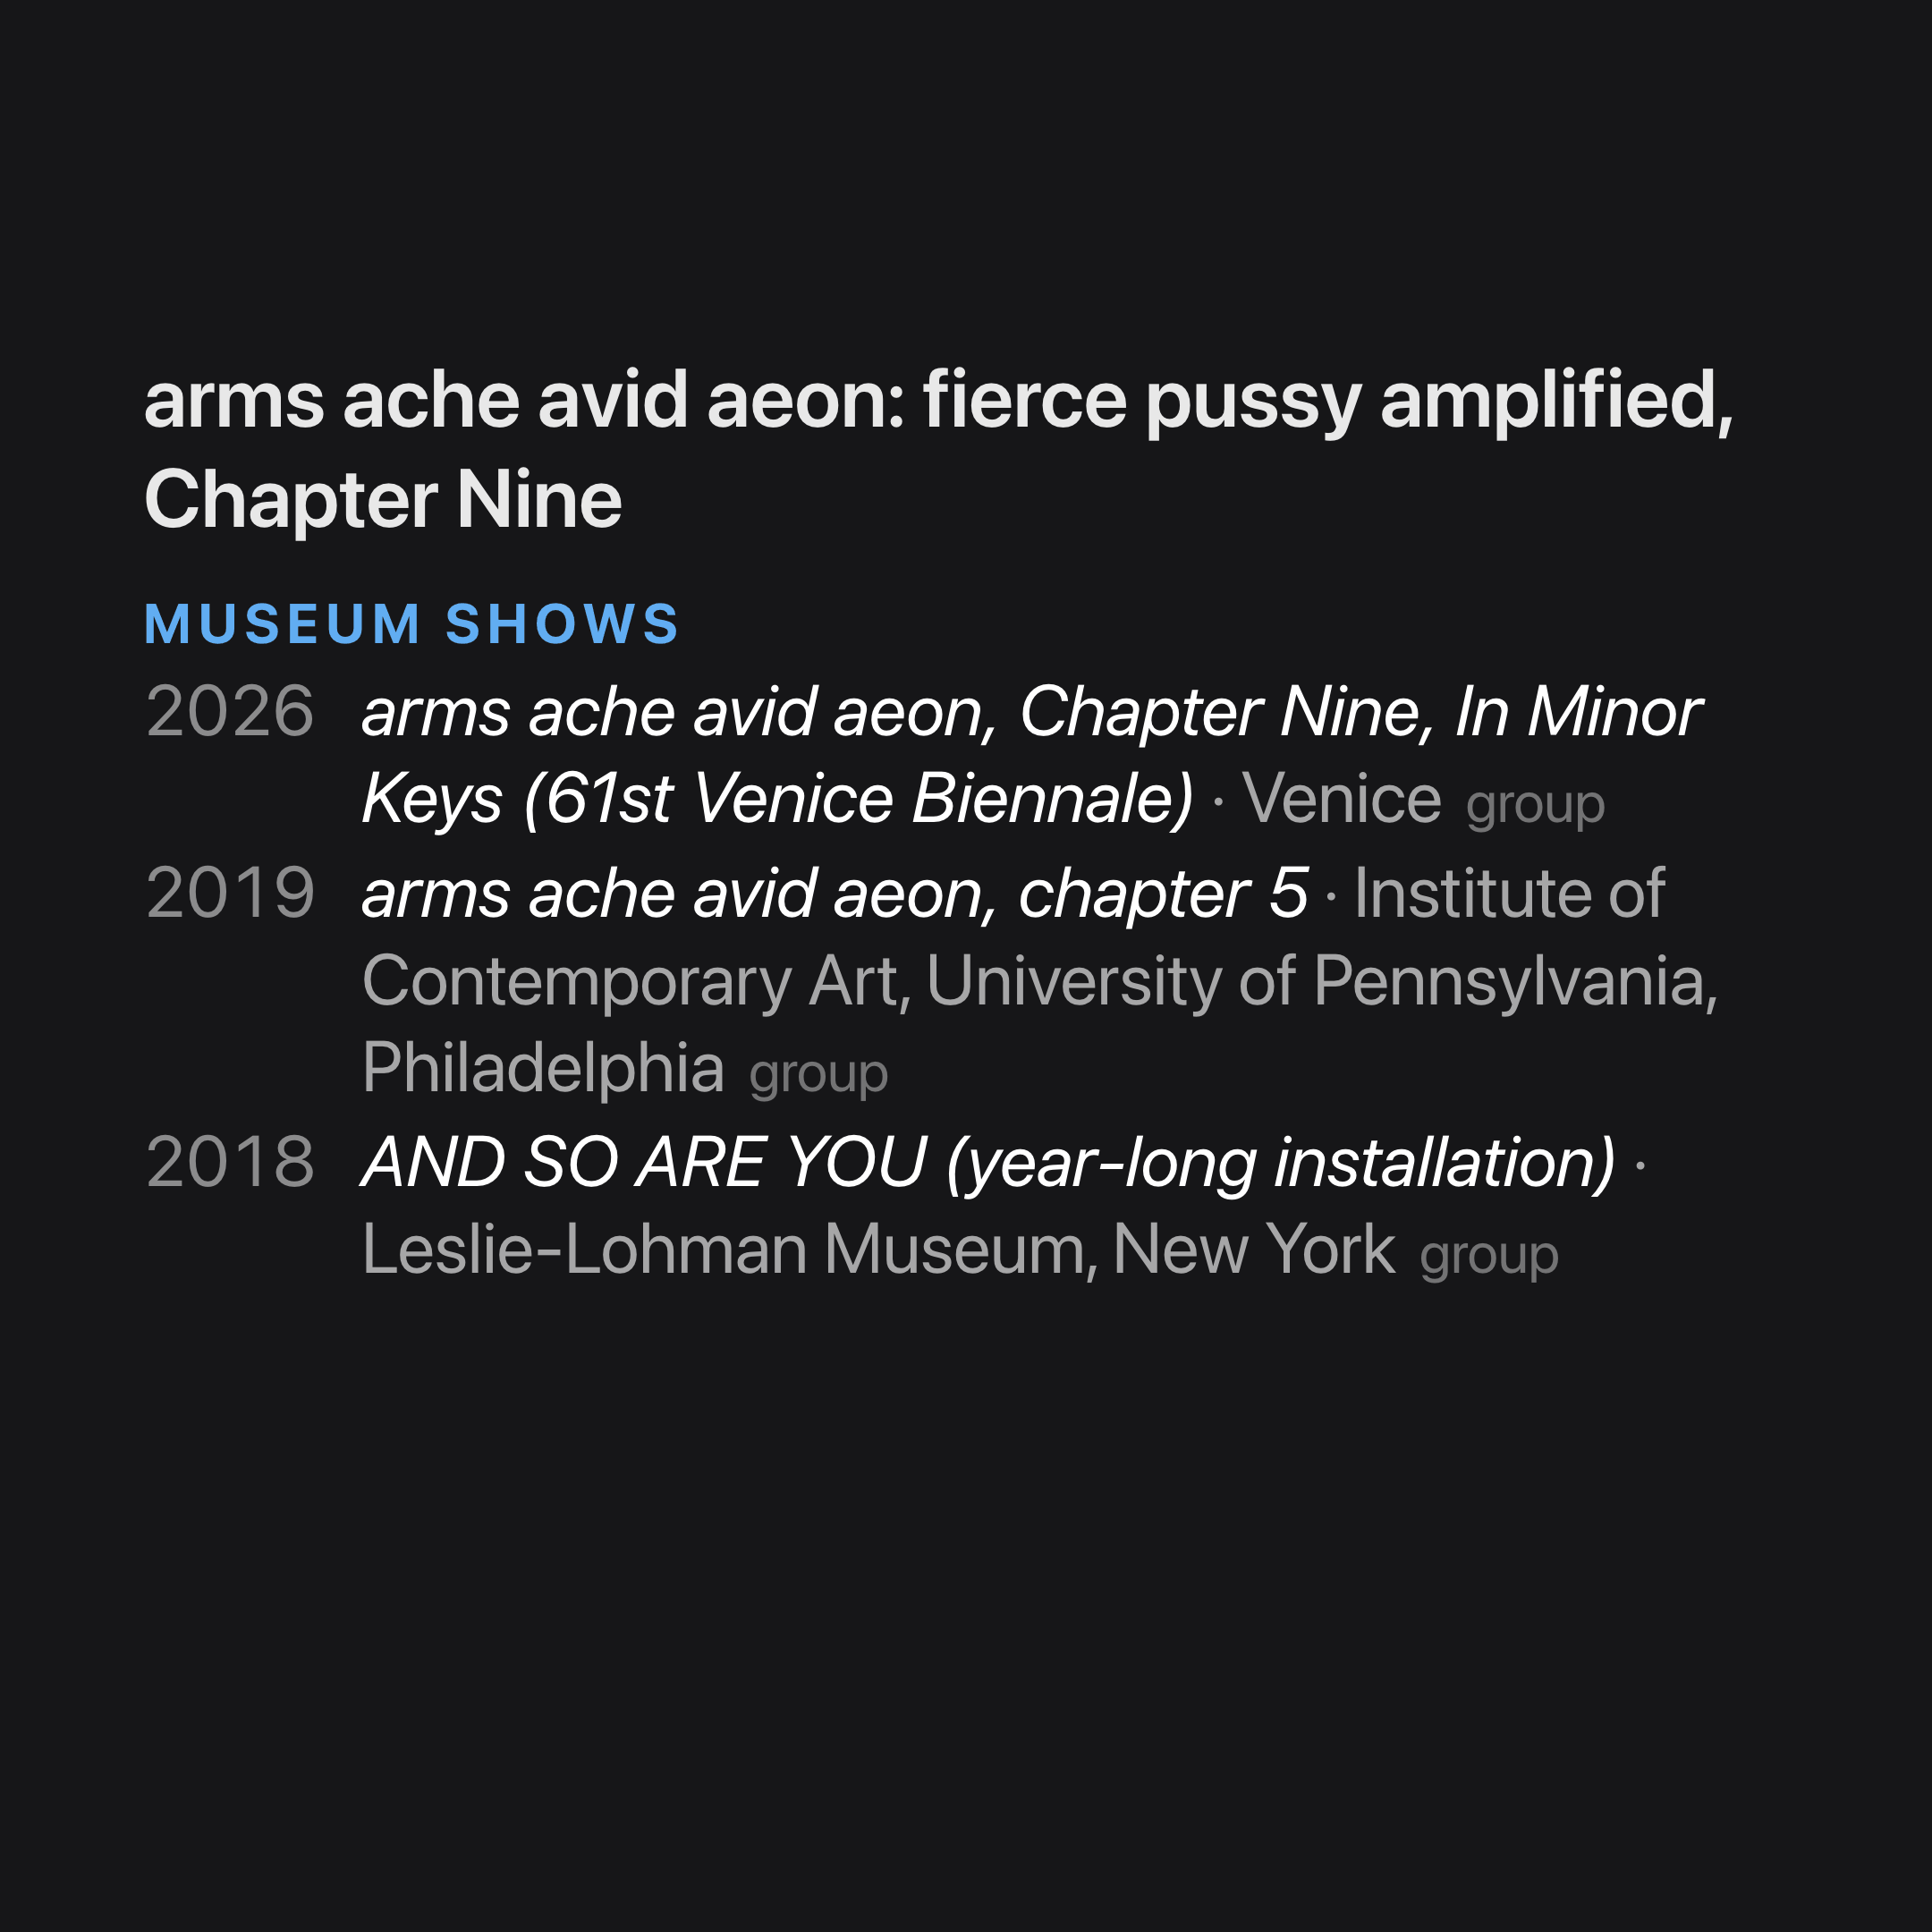 arms ache avid aeon: fierce pussy amplified,
Chapter Nine
MUSEUM SHOWS
2026 arms ache avid aeon, Chapter Nine, In Minor
Keys (61st Venice Biennale) · Venice group
2019 arms ache avid aeon, chapter 5 · Institute of
Contemporary Art, University of Pennsylvania,
Philadelphia group
2018 AND SO ARE YOU (year-long installation) ·
Leslie-Lohman Museum, New York group